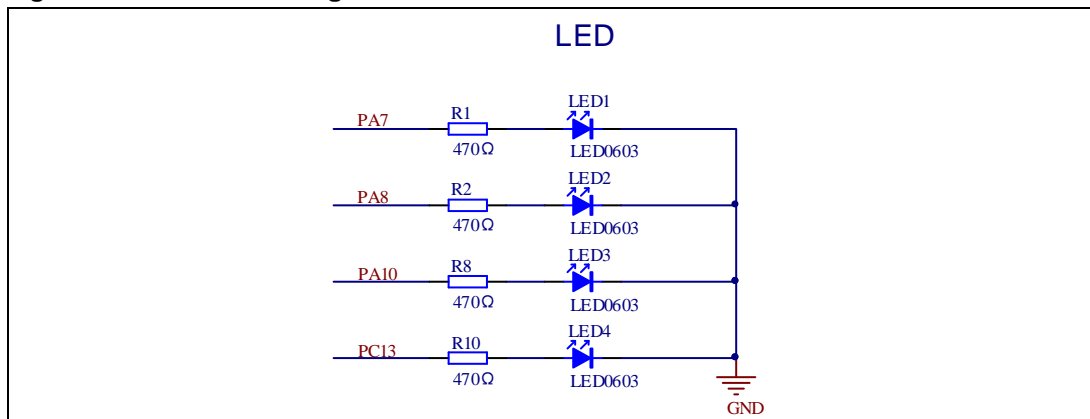 LED
LED1
PA7 R1
470Ω LED0603
LED2
PA8 R2
470Ω LED0603
LED3
PA10 R8
470Ω LED0603
LED4
PC13 R10
470Ω LED0603
GND